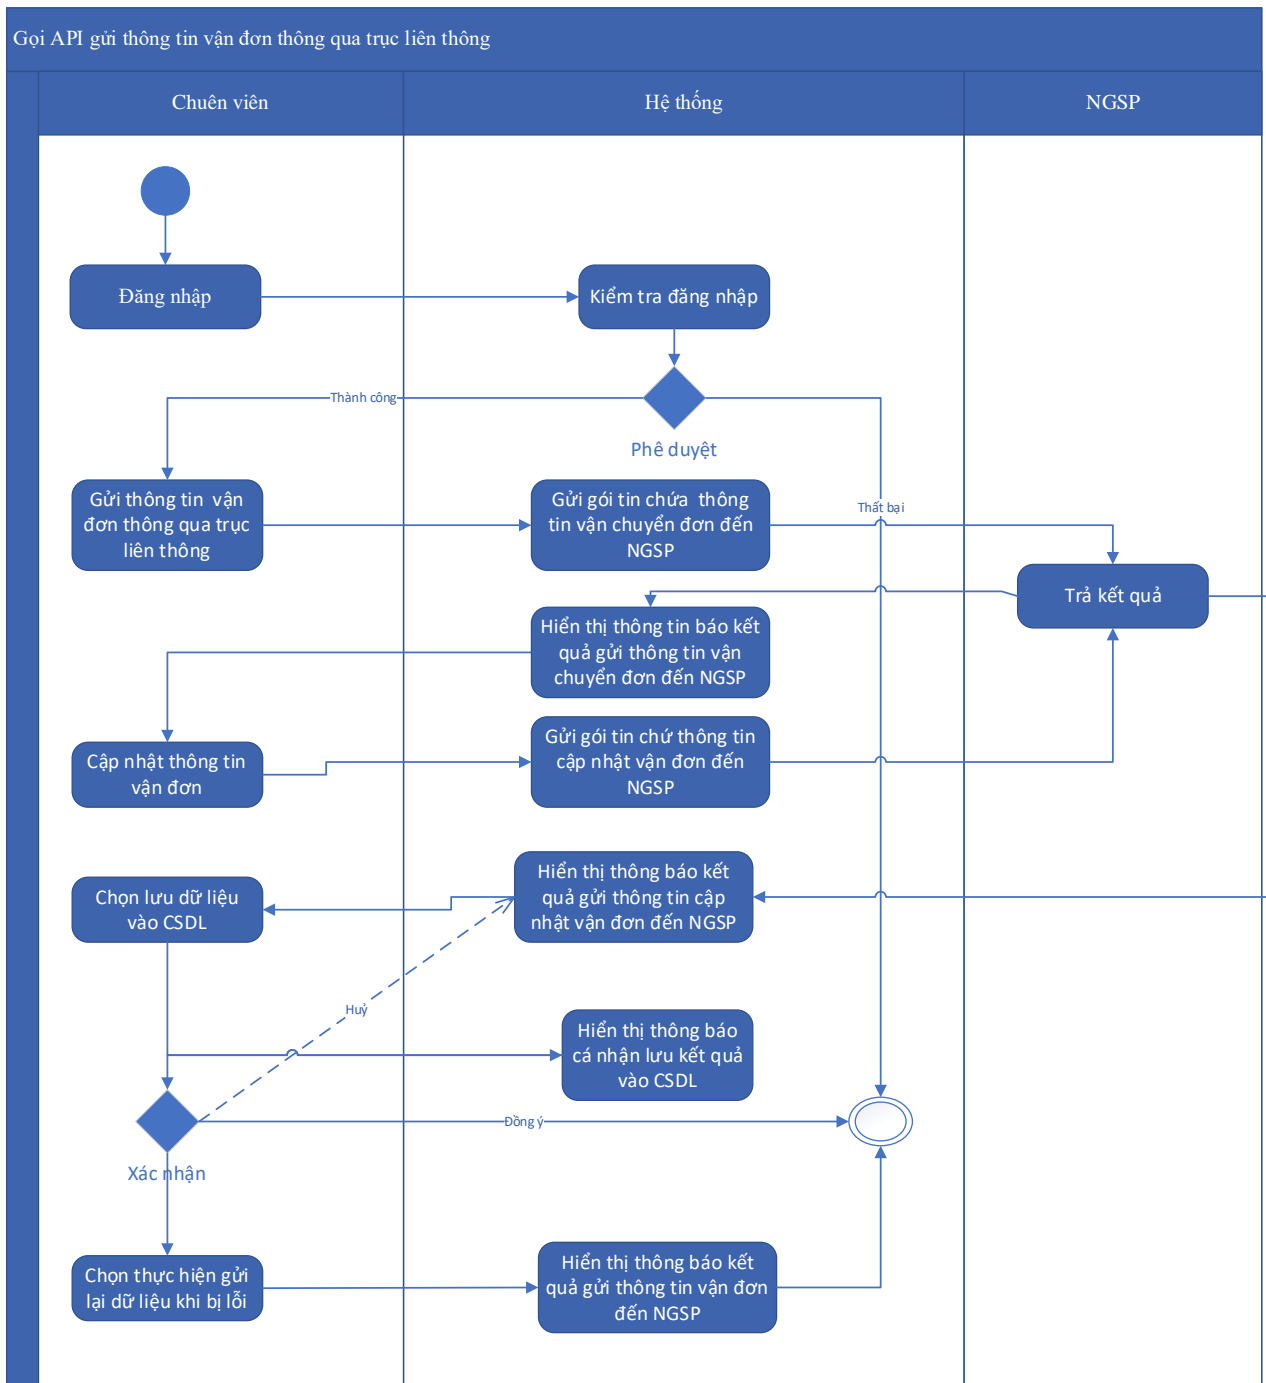 Gọi API gửi thông tin vận đơn thông qua trục liên thông
Chuên viên
Hệ thống
NGSP
Đăng nhập
Kiểm tra đăng nhập
Thành công
Phê duyệt
Gửi thông tin vận
đơn thông qua trục
liên thông
Gửi gói tin chứa thông
tin vận chuyển đơn đến
NGSP
Thất bại
Trả kết quả
Hiển thị thông tin báo kết
quả gửi thông tin vận
chuyển đơn đến NGSP
Cập nhật thông tin
vận đơn
Gửi gói tin chứ thông tin
cập nhật vận đơn đến
NGSP
Chọn lưu dữ liệu
vào CSDL
Hiển thị thông báo kết
quả gửi thông tin cập
nhật vận đơn đến NGSP
Huỷ
Hiển thị thông báo
cá nhận lưu kết quả
vào CSDL
Đồng ý
Xác nhận
Chọn thực hiện gửi
lại dữ liệu khi bị lỗi
Hiển thị thông báo kết
quả gửi thông tin vận đơn
đến NGSP